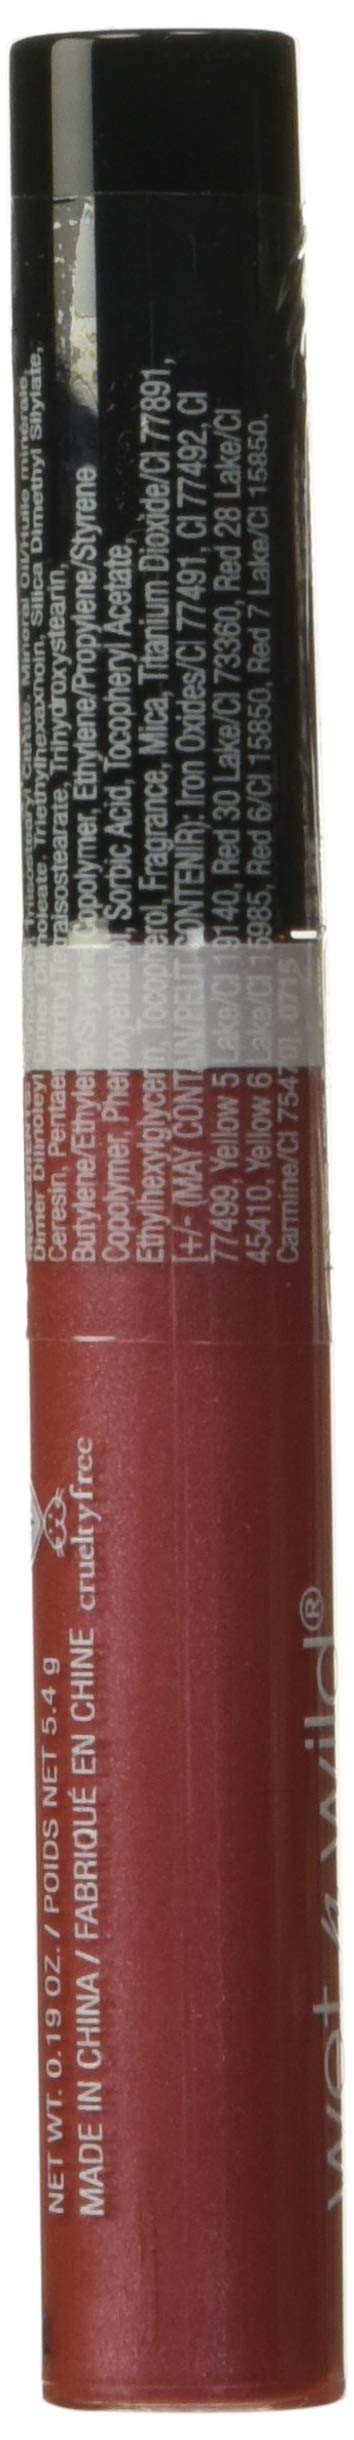 Triisostearyl Citrate, Mineral Oil/Huile minérale,
Dimer Dilinoleyl Dimer Triethylhexanoin, Silica Dimethyl Silylate,
Ceresin, Trihydroxystearin,
Butylene/Ethylene/Styrene Copolymer, Ethylene/Propylene/Styrene
Copolymer, Phenoxyethanol, Sorbic Acid, Tocopheryl Acetate,
Ethylhexylglycerin, Tocopherol, Fragrance, Mica, Titanium Dioxide/CI 77891,
[+/- (MAY CONTAIN/PEUT CONTENIR): Iron Oxides/CI 77491, CI 77492, CI
77499, Yellow 5 Lake/CI 19140, Red 30 Lake/CI 73360, Red 28 Lake/CI
45410, Yellow 6 Lake/CI 15985, Red 6/CI 15850, Red 7 Lake/CI 15850,
Carmine/CI 75470]. 0715
cruelty free
NET WT. 0.19 OZ. / POIDS NET 5.4 g
MADE IN CHINA / FABRIQUÉ EN CHINE
wet n wild®